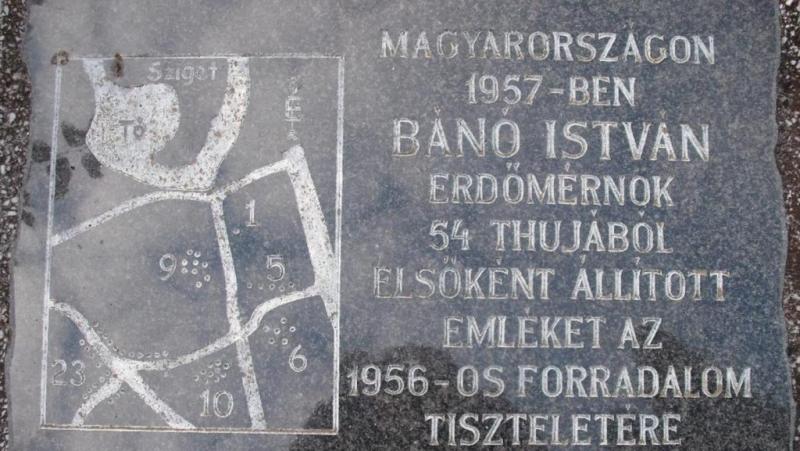 MAGYARORSZÁGON
1957-BEN
BÁNÓ ISTVÁN
ERDŐMÉRNÖK
54 THUJÁBÓL
ELSŐKÉNT ÁLLÍTOTT
EMLÉKET AZ
1956-OS FORRADALOM
TISZTELETÉRE
Sziget
Tó
É
1
9
5
6
23
10